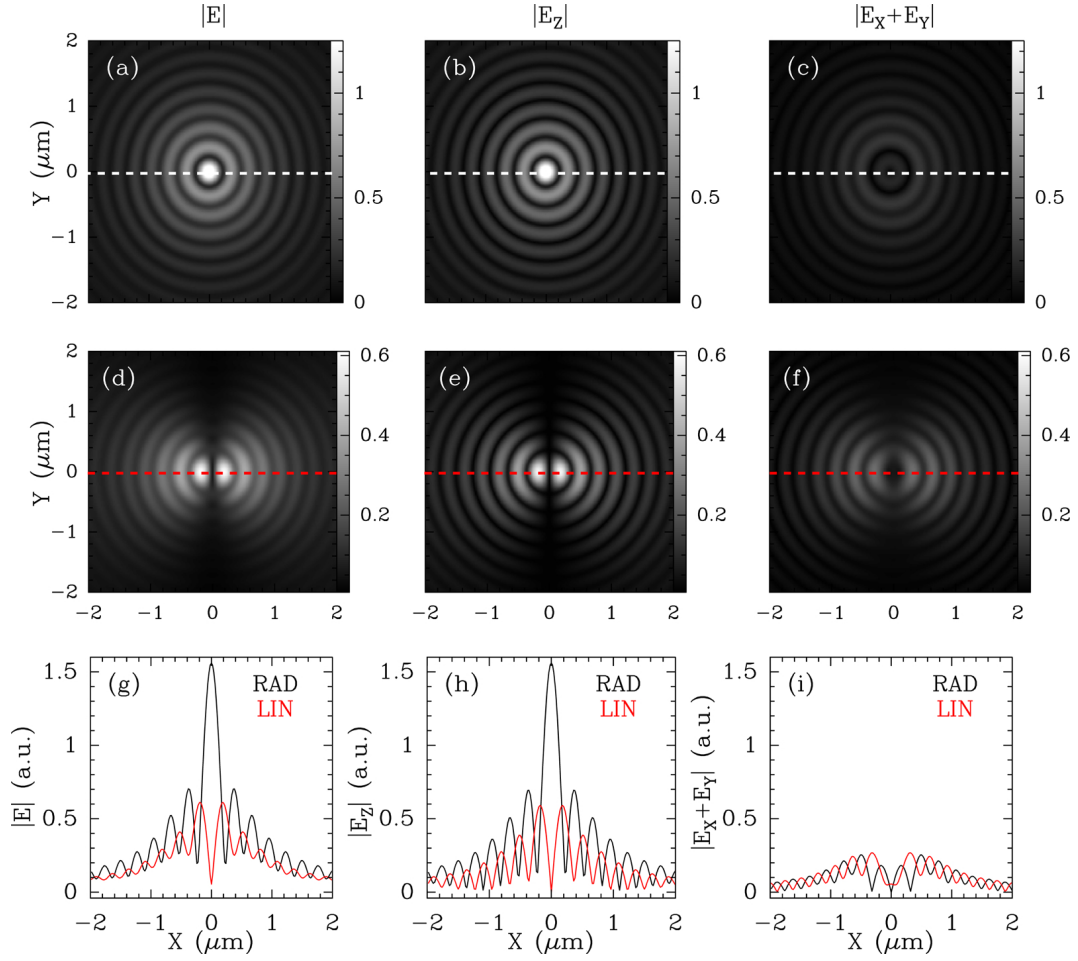 |E| |E_Z| |E_X+E_Y|
2 (a) (b) (c)
1 1 1 1
Y (μm) 0
0.5 0.5 0.5
−1
−2 0 0 0
2 (d) 0.6 (e) 0.6 (f) 0.6
1
0.4 0.4 0.4
Y (μm) 0
0.2 0.2 0.2
−1
−2
−2 −1 0 1 2 −2 −1 0 1 2 −2 −1 0 1 2
1.5 (g) RAD 1.5 (h) RAD 1.5 (i) RAD
LIN LIN LIN
|E| (a.u.) 1 |E_Z| (a.u.) 1 |E_X+E_Y| (a.u.) 1
0.5 0.5 0.5
0 0 0
−2 −1 0 1 2 −2 −1 0 1 2 −2 −1 0 1 2
X (μm) X (μm) X (μm)